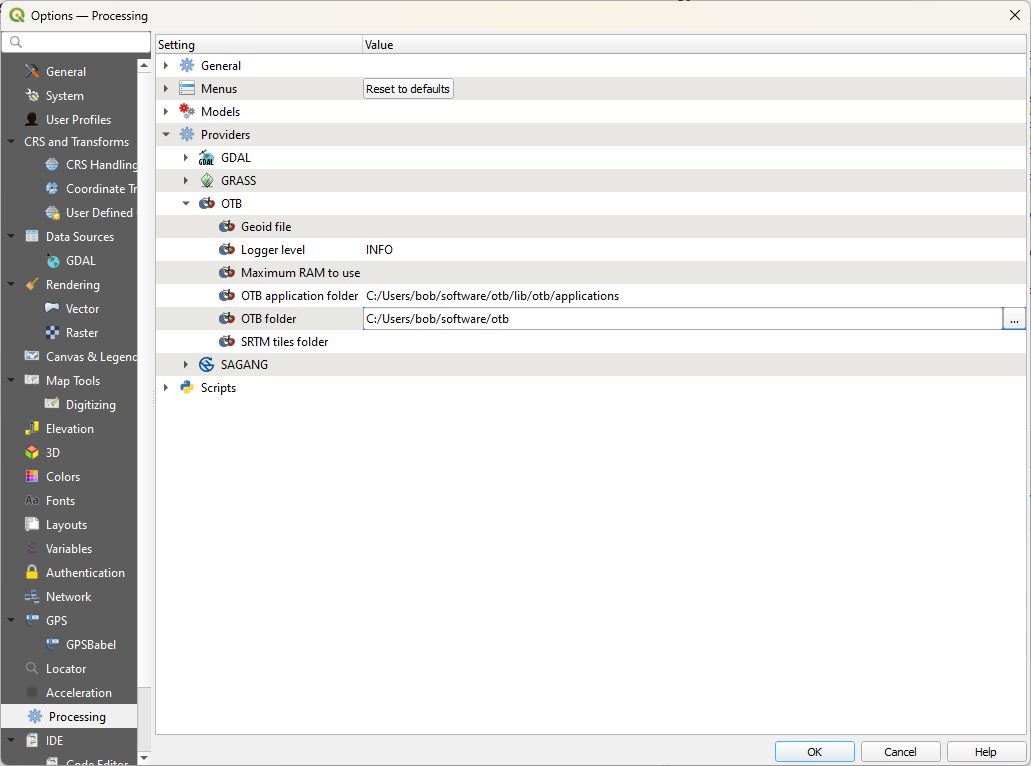 Options — Processing
General
System
User Profiles
CRS and Transforms
CRS Handling
Coordinate Tr
User Defined
Data Sources
GDAL
Rendering
Vector
Raster
Canvas & Legend
Map Tools
Digitizing
Elevation
3D
Colors
Fonts
Layouts
Variables
Authentication
Network
GPS
GPSBabel
Locator
Acceleration
Processing
IDE
Code Editor
Setting Value
General
Menus Reset to defaults
Models
Providers
GDAL
GRASS
OTB
Geoid file
Logger level INFO
Maximum RAM to use
OTB application folder C:/Users/bob/software/otb/lib/otb/applications
OTB folder C:/Users/bob/software/otb ...
SRTM tiles folder
SAGANG
Scripts
OK Cancel Help